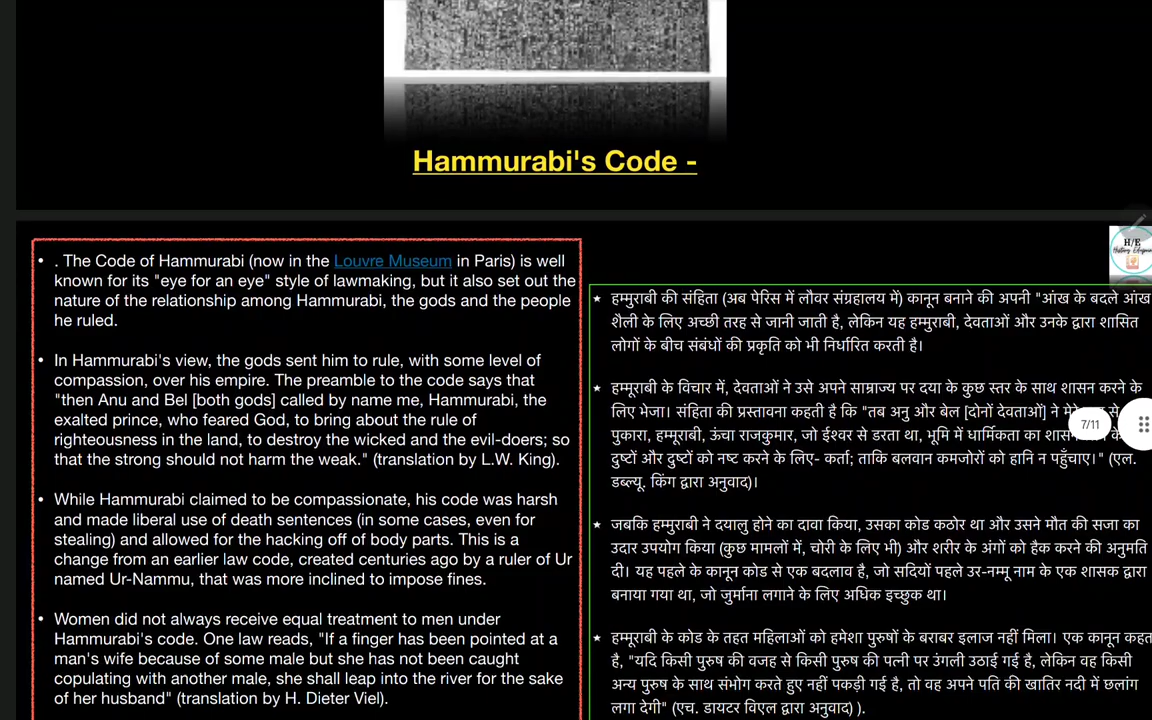 Hammurabi's Code -
• . The Code of Hammurabi (now in the Louvre Museum in Paris) is well
known for its "eye for an eye" style of lawmaking, but it also set out the
nature of the relationship among Hammurabi, the gods and the people
he ruled.
• In Hammurabi's view, the gods sent him to rule, with some level of
compassion, over his empire. The preamble to the code says that
"then Anu and Bel [both gods] called by name me, Hammurabi, the
exalted prince, who feared God, to bring about the rule of
righteousness in the land, to destroy the wicked and the evil-doers; so
that the strong should not harm the weak." (translation by L.W. King).
• While Hammurabi claimed to be compassionate, his code was harsh
and made liberal use of death sentences (in some cases, even for
stealing) and allowed for the hacking off of body parts. This is a
change from an earlier law code, created centuries ago by a ruler of Ur
named Ur-Nammu, that was more inclined to impose fines.
• Women did not always receive equal treatment to men under
Hammurabi's code. One law reads, "If a finger has been pointed at a
man's wife because of some male but she has not been caught
copulating with another male, she shall leap into the river for the sake
of her husband" (translation by H. Dieter Viel).
H/E
★ हम्मुराबी की संहिता (अब पेरिस में लौवर संग्रहालय में) कानून बनाने की अपनी "आंख के बदले आंख
शैली के लिए अच्छी तरह से जानी जाती है, लेकिन यह हम्मुराबी, देवताओं और उनके द्वारा शासित
लोगों के बीच संबंधों की प्रकृति को भी निर्धारित करती है।
★ हम्मूराबी के विचार में, देवताओं ने उसे अपने साम्राज्य पर दया के कुछ स्तर के साथ शासन करने के
लिए भेजा। संहिता की प्रस्तावना कहती है कि "तब अनु और बेल [दोनों देवताओं] ने से
पुकारा, हम्मूराबी, ऊंचा राजकुमार, जो ईश्वर से डरता था, भूमि में धार्मिकता का
दुष्टों और दुष्टों को नष्ट करने के लिए- कर्ता; ताकि बलवान कमजोरों को हानि न पहुँचाए।" (एल.
डब्ल्यू. किंग द्वारा अनुवाद)।
★ जबकि हम्मुराबी ने दयालु होने का दावा किया, उसका कोड कठोर था और उसने मौत की सजा का
उदार उपयोग किया (कुछ मामलों में, चोरी के लिए भी) और शरीर के अंगों को हैक करने की अनुमति
दी। यह पहले के कानून कोड से एक बदलाव है, जो सदियों पहले उर-नम्मू नाम के एक शासक द्वारा
बनाया गया था, जो जुर्माना लगाने के लिए अधिक इच्छुक था।
★ हम्मूराबी के कोड के तहत महिलाओं को हमेशा पुरुषों के बराबर इलाज नहीं मिला। एक कानून कहत
है, "यदि किसी पुरुष की वजह से किसी पुरुष की पत्नी पर उंगली उठाई गई है, लेकिन वह किसी
अन्य पुरुष के साथ संभोग करते हुए नहीं पकड़ी गई है, तो वह अपने पति की खातिर नदी में छलांग
लगा देगी" (एच. डायटर विएल द्वारा अनुवाद) ).
7/11